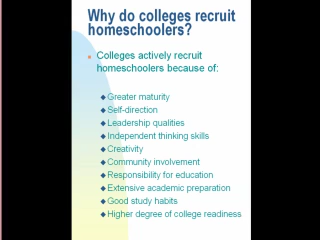 Why do colleges recruit
homeschoolers?
Colleges actively recruit
homeschoolers because of:
Greater maturity
Self-direction
Leadership qualities
Independent thinking skills
Creativity
Community involvement
Responsibility for education
Extensive academic preparation
Good study habits
Higher degree of college readiness